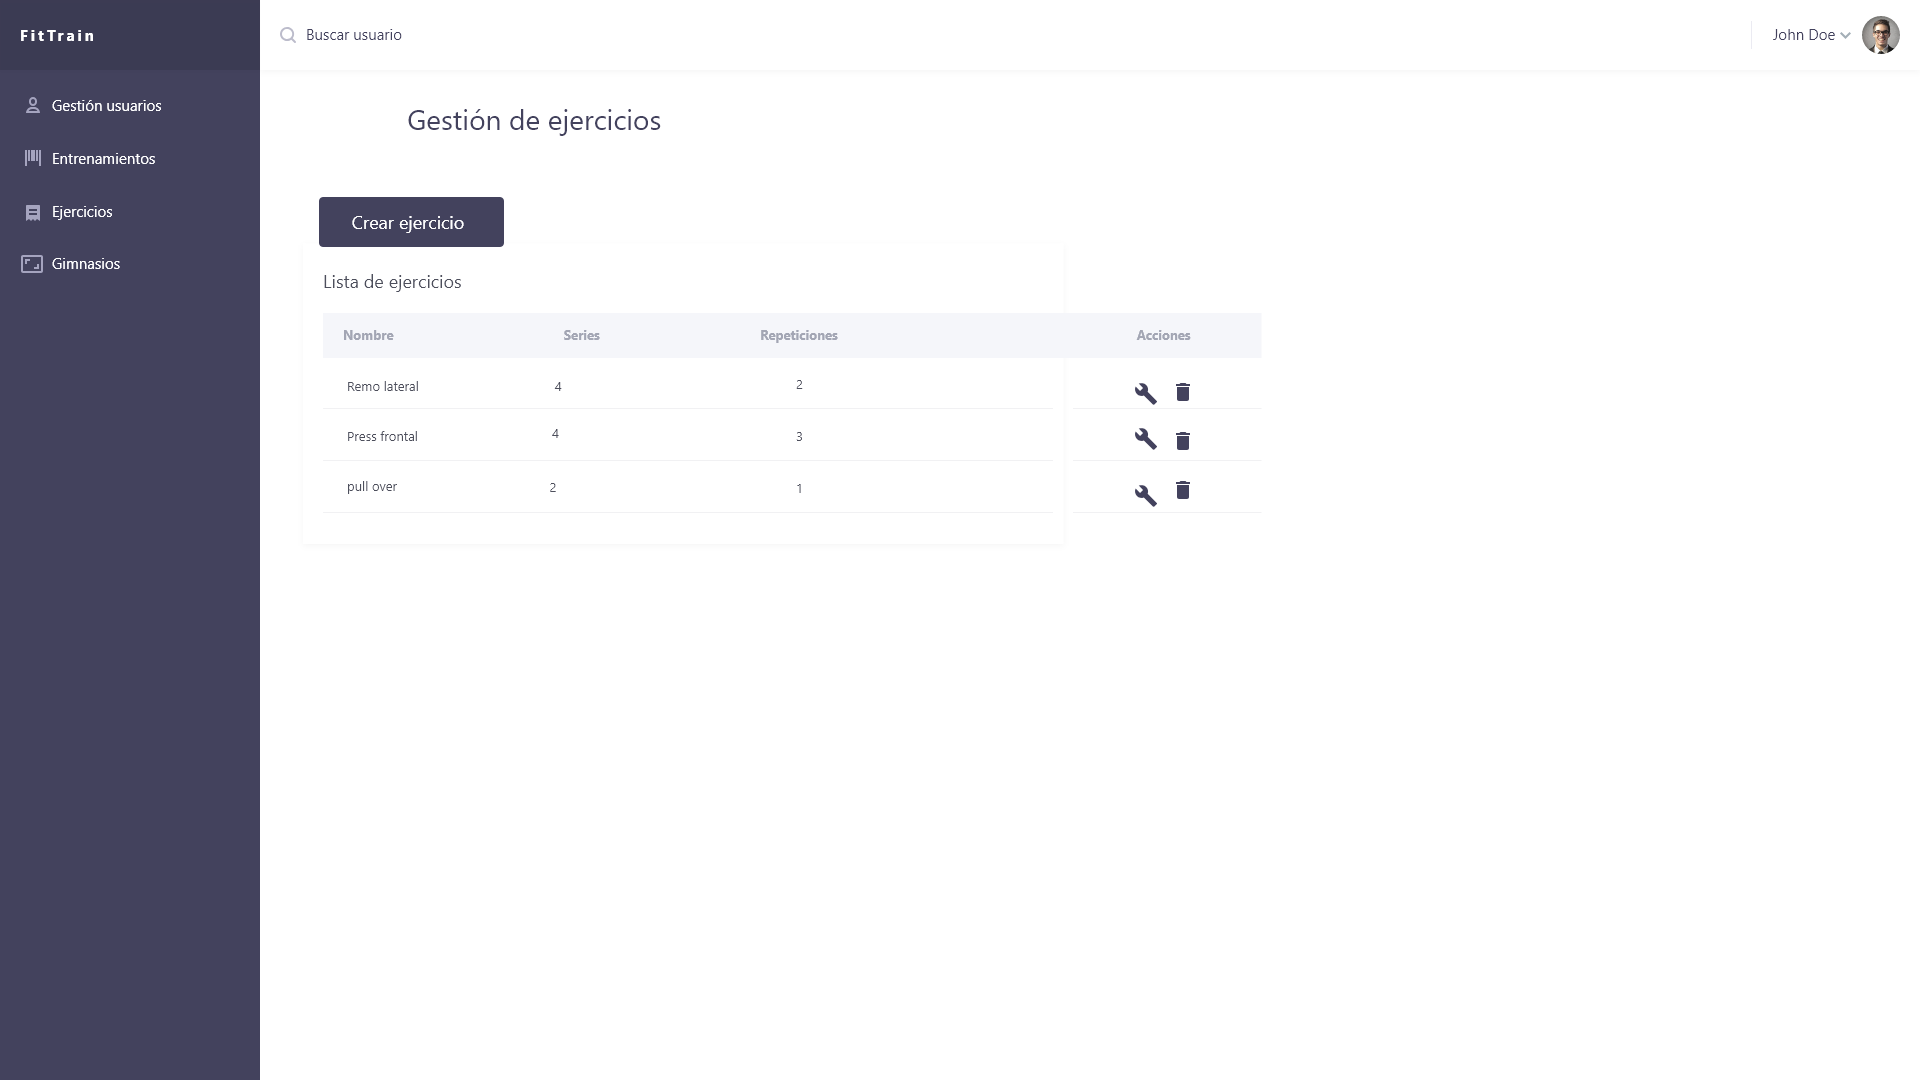 FitTrain
Buscar usuario
John Doe
Gestión usuarios
Entrenamientos
Ejercicios
Gimnasios
Gestión de ejercicios
Crear ejercicio
Lista de ejercicios
Nombre Series Repeticiones Acciones
Remo lateral 4 2
Press frontal 4 3
pull over 2 1